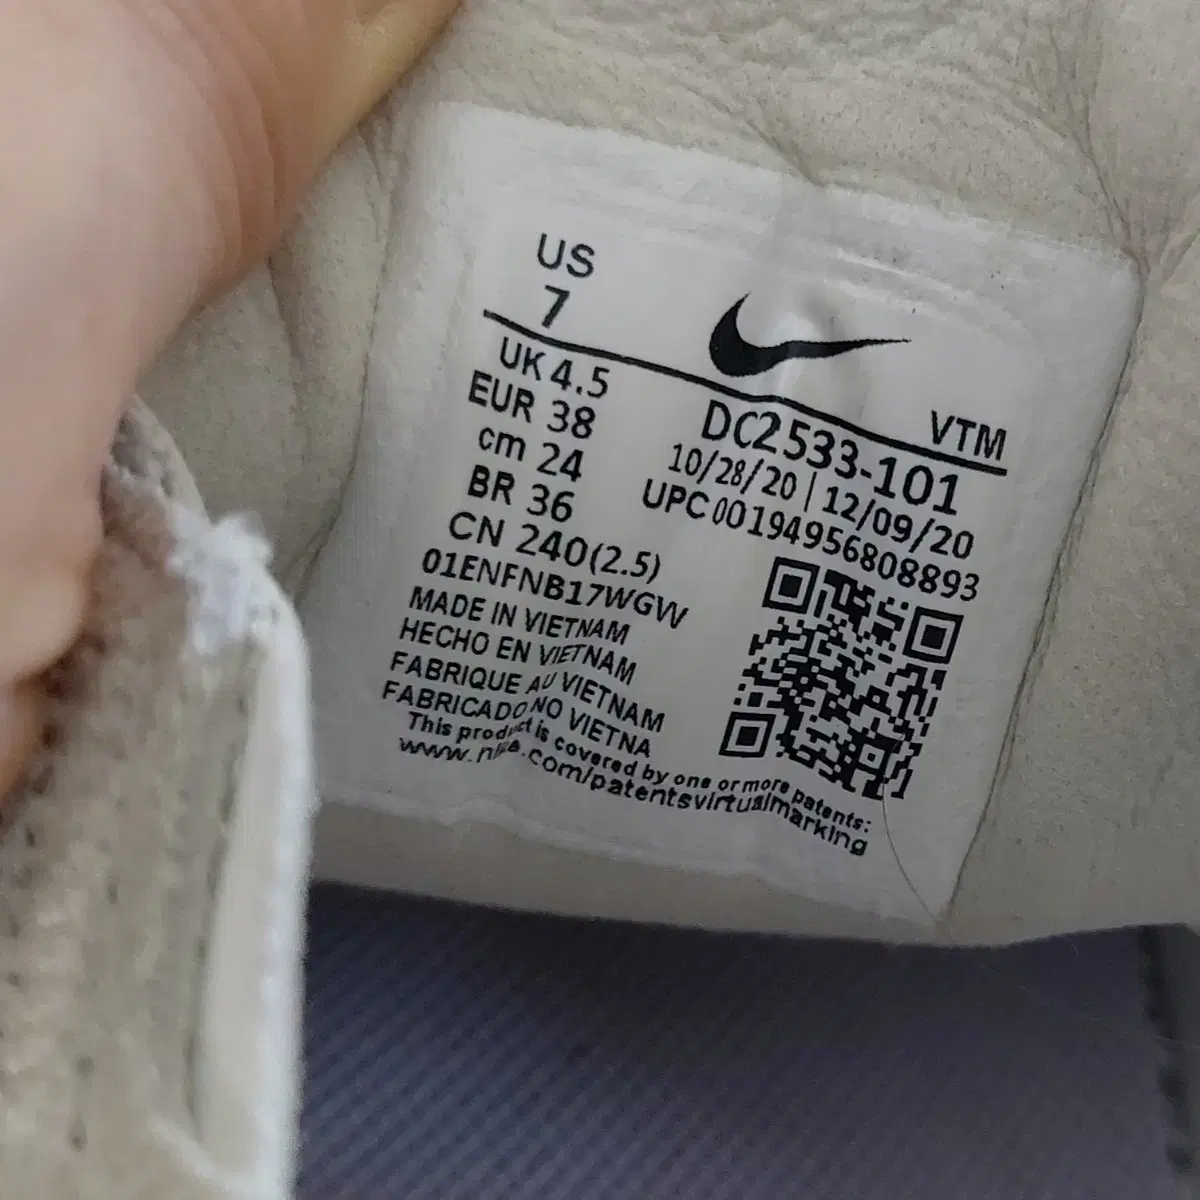 US
7
UK 4.5
EUR 38
cm 24
BR 36
CN 240(2.5)
VTM
DC2533-101
10/28/20 | 12/09/20
UPC 00194956808893
01ENFNB17WGW
MADE IN VIETNAM
HECHO EN VIETNAM
FABRIQUE AU VIETNAM
FABRICADO NO VIETNA
This product is covered by one or more patents:
www.nike.com/patentsvirtualmarking